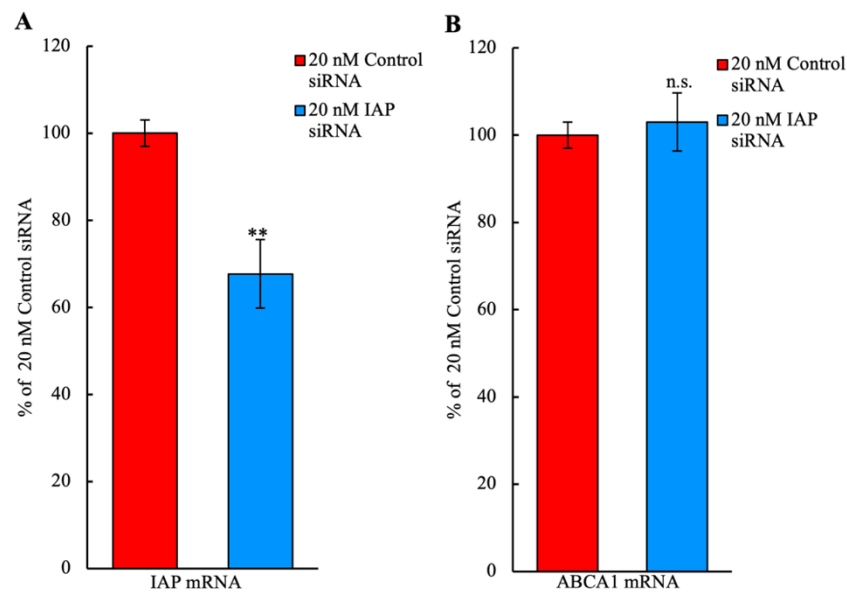 A
120
100
80
60
40
20
0
% of 20 nM Control siRNA
20 nM Control
siRNA
20 nM IAP
siRNA
**
IAP mRNA
B
120
100
80
60
40
20
0
% of 20 nM Control siRNA
n.s.
20 nM Control
siRNA
20 nM IAP
siRNA
ABCA1 mRNA